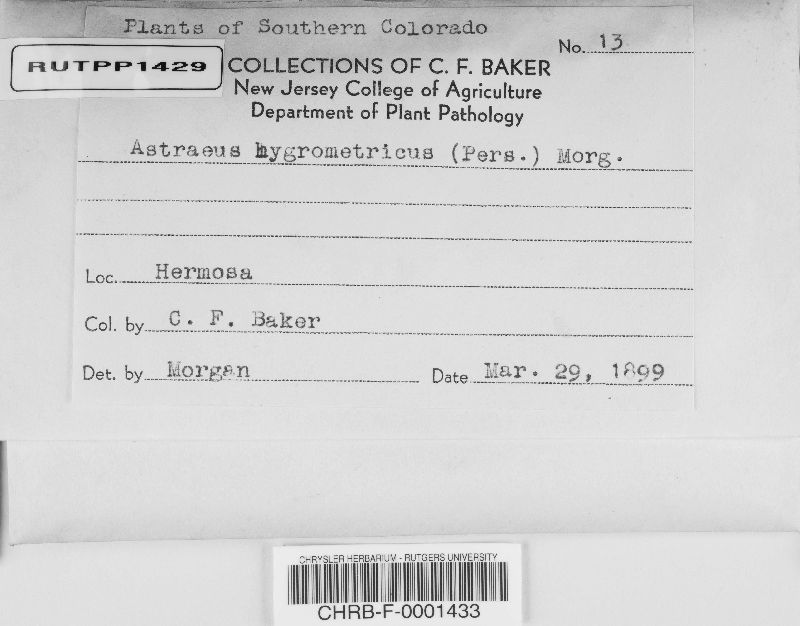 Plants of Southern Colorado
No. 13
RUTPP1429
COLLECTIONS OF C. F. BAKER
New Jersey College of Agriculture
Department of Plant Pathology
Astraeus hygrometricus (Pers.) Morg.
Loc. Hermosa
Col. by C. F. Baker
Det. by Morgan Date Mar. 29, 1899
CHRYSLER HERBARIUM - RUTGERS UNIVERSITY
CHRB-F-0001433